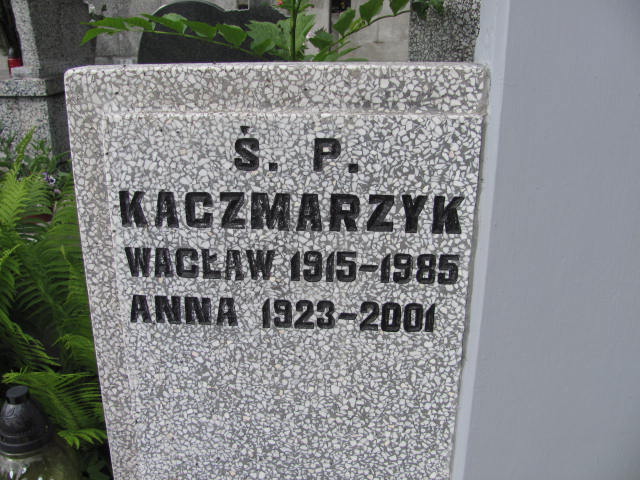 Ś. P.
KACZMARZYK
WACŁAW 1915-1985
ANNA 1923-2001